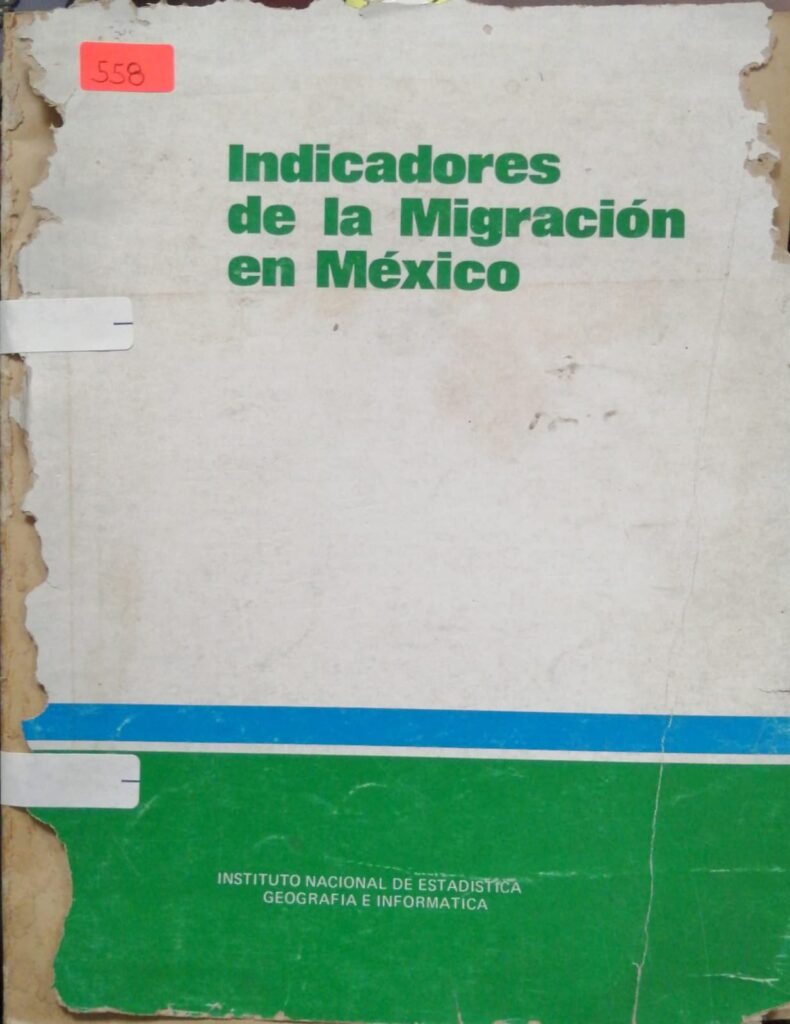 558
Indicadores
de la Migración
en México
INSTITUTO NACIONAL DE ESTADISTICA
GEOGRAFIA E INFORMATICA